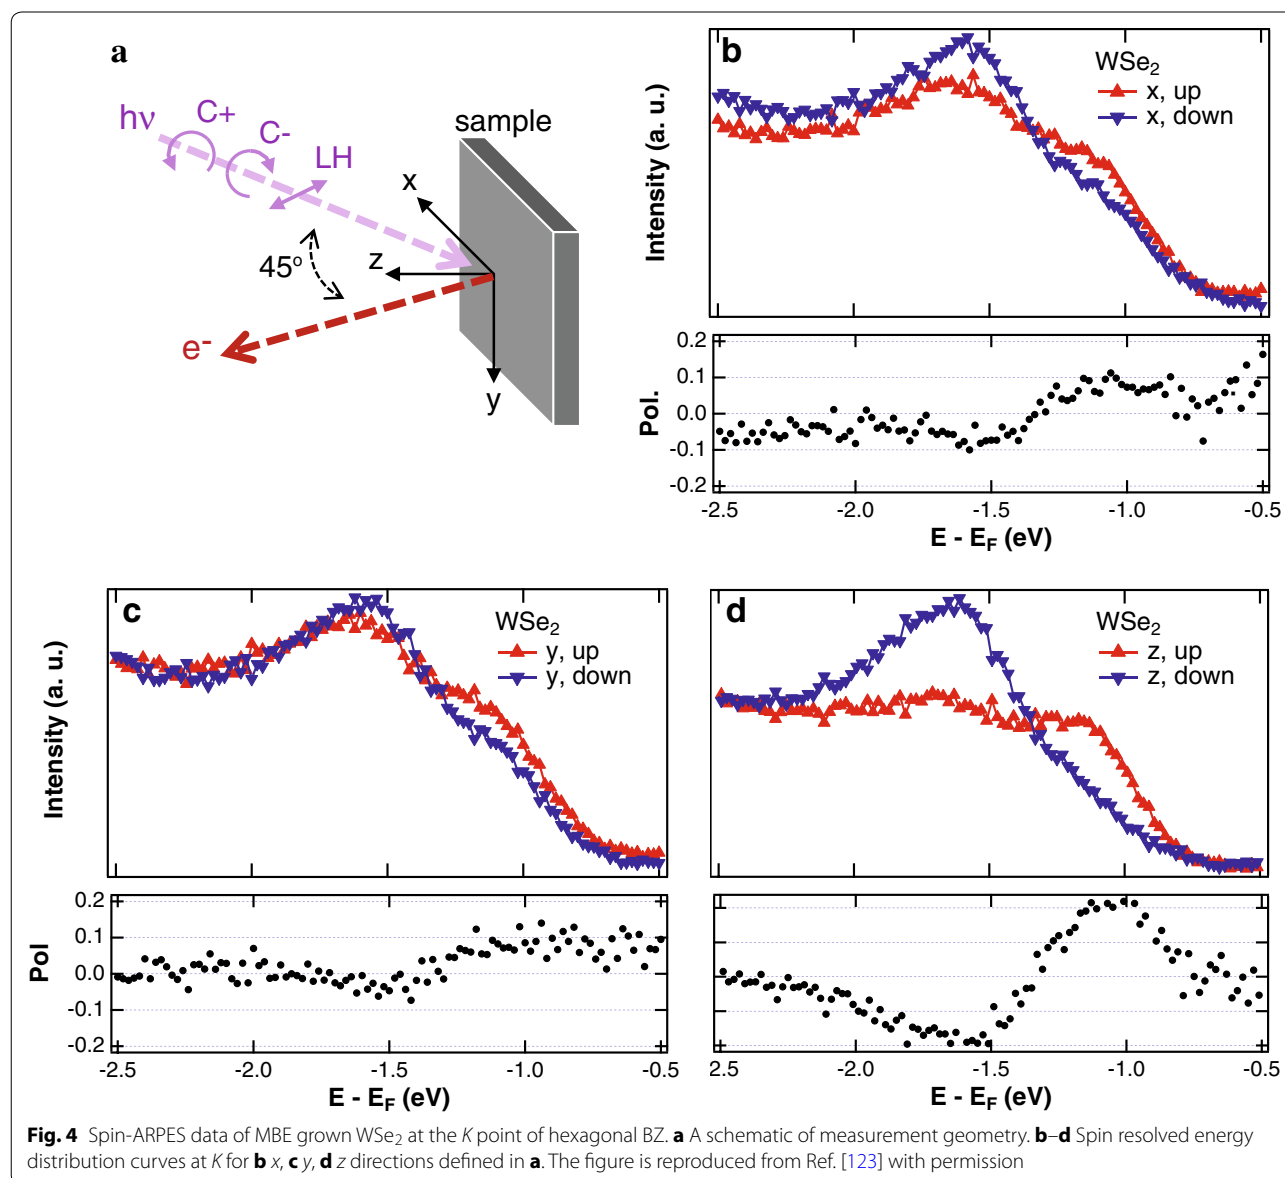 a
hν
C+
C-
LH
sample
x
z
y
45°
e-
b
WSe2
x, up
x, down
Intensity (a. u.)
0.2
0.1
0.0
-0.1
-0.2
Pol.
-2.5 -2.0 -1.5 -1.0 -0.5
E - EF (eV)
c
WSe2
y, up
y, down
Intensity (a. u.)
0.2
0.1
0.0
-0.1
-0.2
Pol
-2.5 -2.0 -1.5 -1.0 -0.5
E - EF (eV)
d
WSe2
z, up
z, down
-2.0 -1.5 -1.0 -0.5
E - EF (eV)
Fig. 4 Spin-ARPES data of MBE grown WSe2 at the K point of hexagonal BZ. a A schematic of measurement geometry. b–d Spin resolved energy
distribution curves at K for b x, c y, d z directions defined in a. The figure is reproduced from Ref. [123] with permission